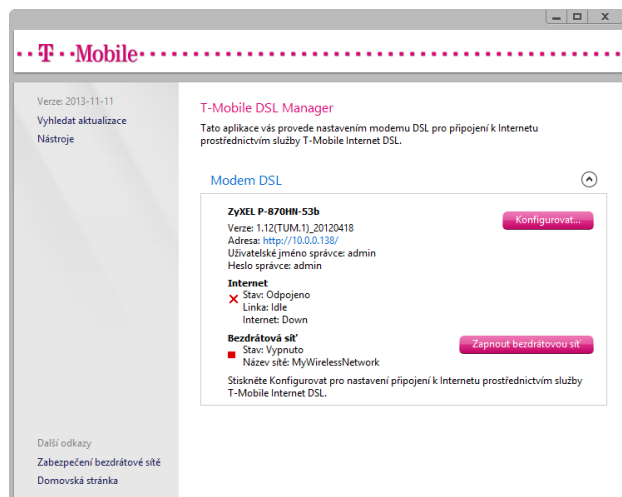 T·Mobile
Verze: 2013-11-11
Vyhledat aktualizace
Nástroje
T-Mobile DSL Manager
Tato aplikace vás provede nastavením modemu DSL pro připojení k Internetu
prostřednictvím služby T-Mobile Internet DSL.
Modem DSL
ZyXEL P-870HN-53b
Konfigurovat...
Verze: 1.12(TUM.1)_20120418
Adresa: http://10.0.0.138/
Uživatelské jméno správce: admin
Heslo správce: admin
Internet
Stav: Odpojeno
Linka: Idle
Internet: Down
Bezdrátová síť
Stav: Vypnuto
Zapnout bezdrátovou síť
Název sítě: MyWirelessNetwork
Stiskněte Konfigurovat pro nastavení připojení k Internetu prostřednictvím služby
T-Mobile Internet DSL.
Další odkazy
Zabezpečení bezdrátové sítě
Domovská stránka